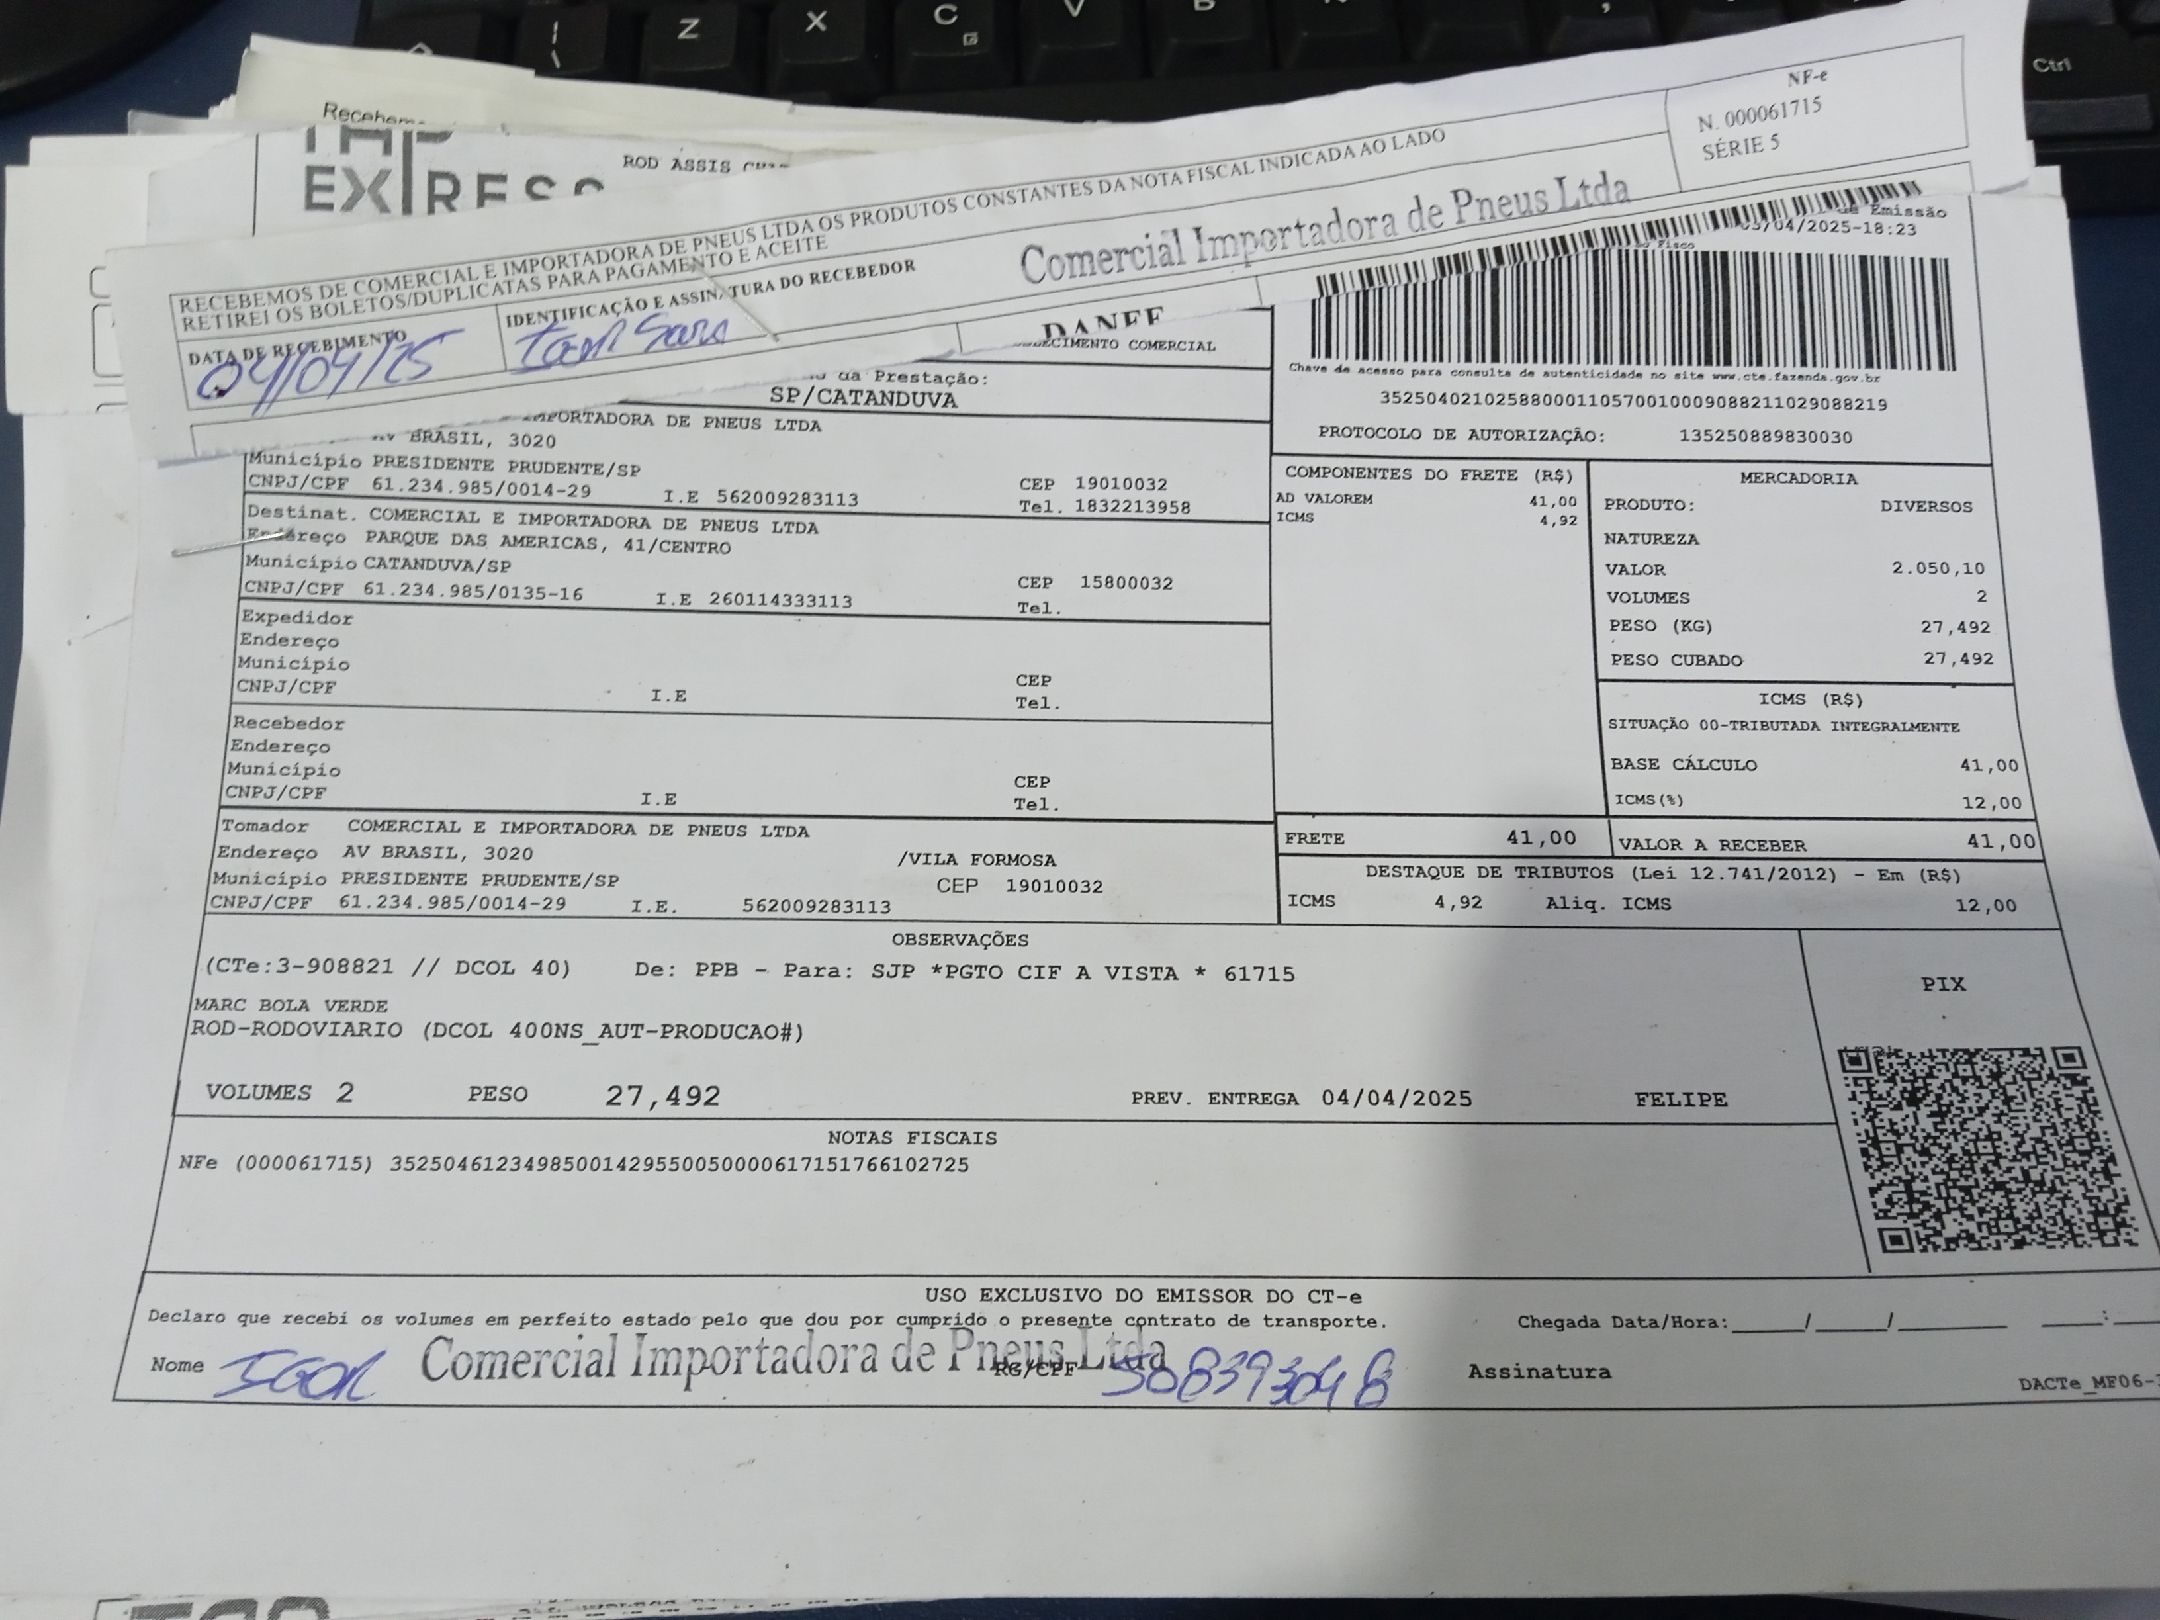 NF-e
N. 000061715
SÉRIE 5
RECEBEMOS DE COMERCIAL E IMPORTADORA DE PNEUS LTDA OS PRODUTOS CONSTANTES DA NOTA FISCAL INDICADA AO LADO
RETIREI OS BOLETOS/DUPLICATAS PARA PAGAMENTO E ACEITE
DATA DE RECEBIMENTO
04/04/25
IDENTIFICAÇÃO E ASSINATURA DO RECEBEDOR
Comercial Importadora de Pneus Ltda
EXPRESO
ROD ASSIS
Emissão
/04/2025-18:23
Fisco
DANFE
COMERCIAL
da Prestação:
SP/CATANDUVA
Chave de acesso para consulta de autenticidade no site www.cte.fazenda.gov.br
35250402102588000110570010009088211029088219
PROTOCOLO DE AUTORIZAÇÃO: 135250889830030
IMPORTADORA DE PNEUS LTDA
AV BRASIL, 3020
Município PRESIDENTE PRUDENTE/SP
CEP 19010032
CNPJ/CPF 61.234.985/0014-29 I.E 562009283113
Tel. 1832213958
Destinat. COMERCIAL E IMPORTADORA DE PNEUS LTDA
Endereço PARQUE DAS AMERICAS, 41/CENTRO
Município CATANDUVA/SP
CEP 15800032
CNPJ/CPF 61.234.985/0135-16 I.E 260114333113
Tel.
Expedidor
Endereço
Município
CEP
CNPJ/CPF I.E
Tel.
Recebedor
Endereço
Município
CEP
CNPJ/CPF I.E
Tel.
Tomador COMERCIAL E IMPORTADORA DE PNEUS LTDA
Endereço AV BRASIL, 3020 /VILA FORMOSA
Município PRESIDENTE PRUDENTE/SP CEP 19010032
CNPJ/CPF 61.234.985/0014-29 I.E. 562009283113
COMPONENTES DO FRETE (R$)
AD VALOREM 41,00
ICMS 4,92
MERCADORIA
PRODUTO: DIVERSOS
NATUREZA
VALOR 2.050,10
VOLUMES 2
PESO (KG) 27,492
PESO CUBADO 27,492
ICMS (R$)
SITUAÇÃO 00-TRIBUTADA INTEGRALMENTE
BASE CÁLCULO 41,00
ICMS(%) 12,00
FRETE 41,00
VALOR A RECEBER 41,00
DESTAQUE DE TRIBUTOS (Lei 12.741/2012) - Em (R$)
ICMS 4,92 Aliq. ICMS 12,00
OBSERVAÇÕES
(CTe:3-908821 // DCOL 40) De: PPB - Para: SJP *PGTO CIF A VISTA * 61715
MARC BOLA VERDE
ROD-RODOVIARIO (DCOL 400NS_AUT-PRODUCAO#)
VOLUMES 2 PESO 27,492 PREV. ENTREGA 04/04/2025 FELIPE
PIX
NOTAS FISCAIS
NFe (000061715) 35250461234985001429550050000617151766102725
USO EXCLUSIVO DO EMISSOR DO CT-e
Declaro que recebi os volumes em perfeito estado pelo que dou por cumprido o presente contrato de transporte.
Chegada Data/Hora:_____/_____/________ ____:
Nome IGOR
Comercial Importadora de Pneus Ltda
RG/CPF
Assinatura
DACTe_MF06-